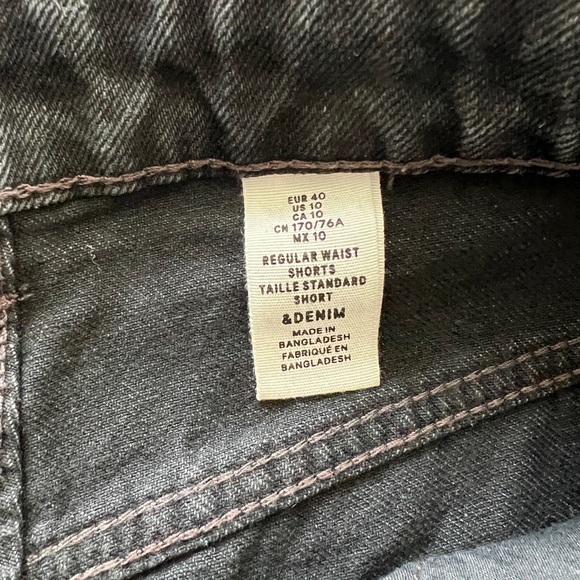 EUR 40
US 10
CA 10
CN 170/76A
MX 10
REGULAR WAIST
SHORTS
TAILLE STANDARD
SHORT
&DENIM
MADE IN
BANGLADESH
FABRIQUÉ EN
BANGLADESH